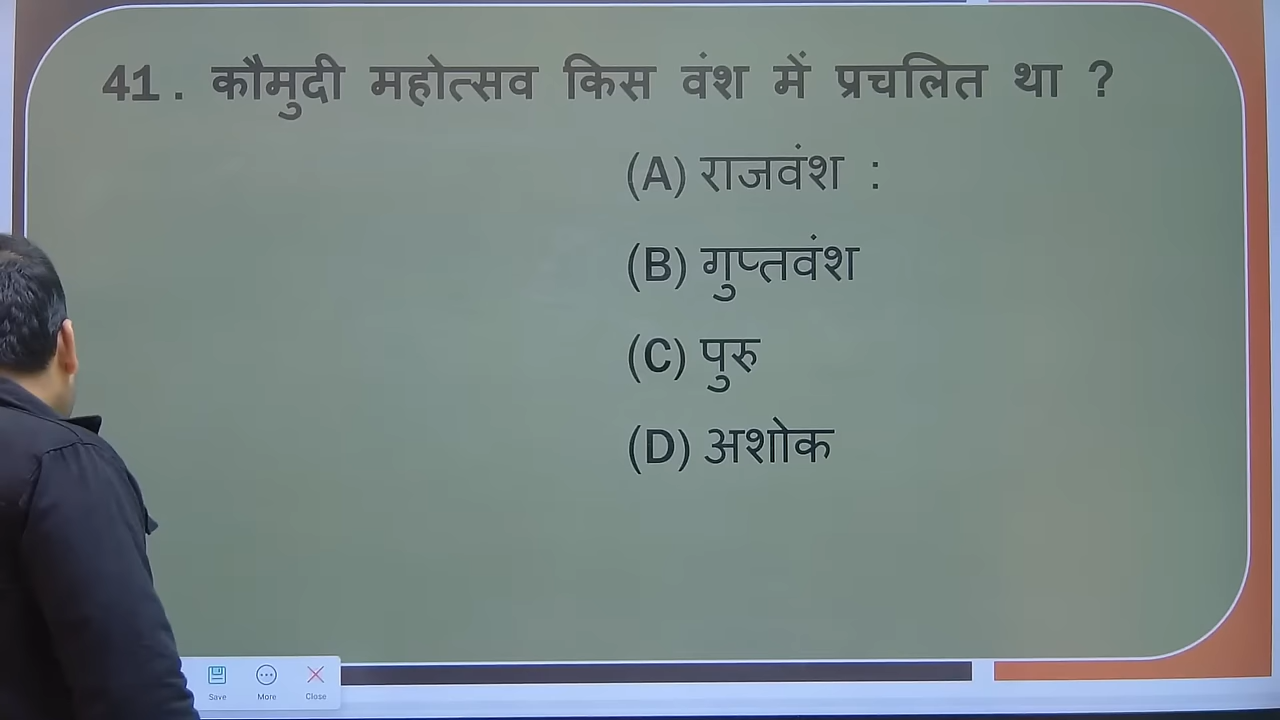 41. कौमुदी महोत्सव किस वंश में प्रचलित था ?
(A) राजवंश :
(B) गुप्तवंश
(C) पुरु
(D) अशोक
Save More Close